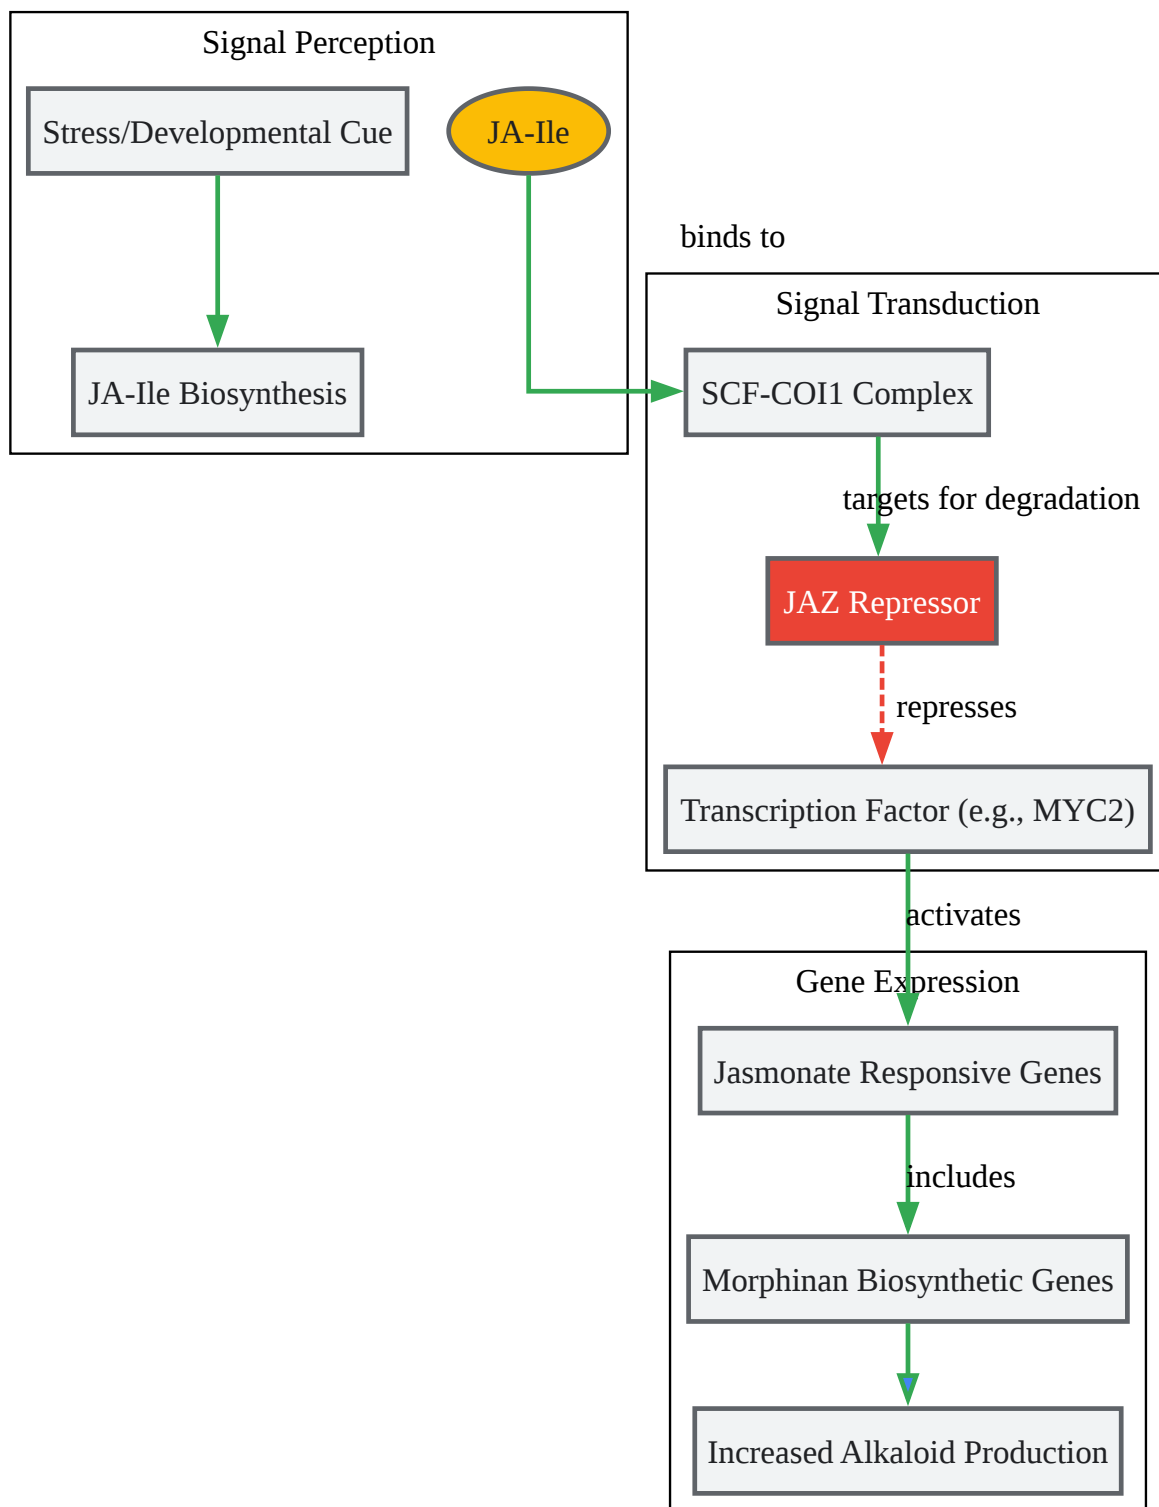 Signal Perception
Stress/Developmental Cue
JA-Ile
binds to
Signal Transduction
JA-Ile Biosynthesis
SCF-COI1 Complex
targets for degradation
JAZ Repressor
represses
Transcription Factor (e.g., MYC2)
activates
Gene Expression
Jasmonate Responsive Genes
includes
Morphinan Biosynthetic Genes
Increased Alkaloid Production